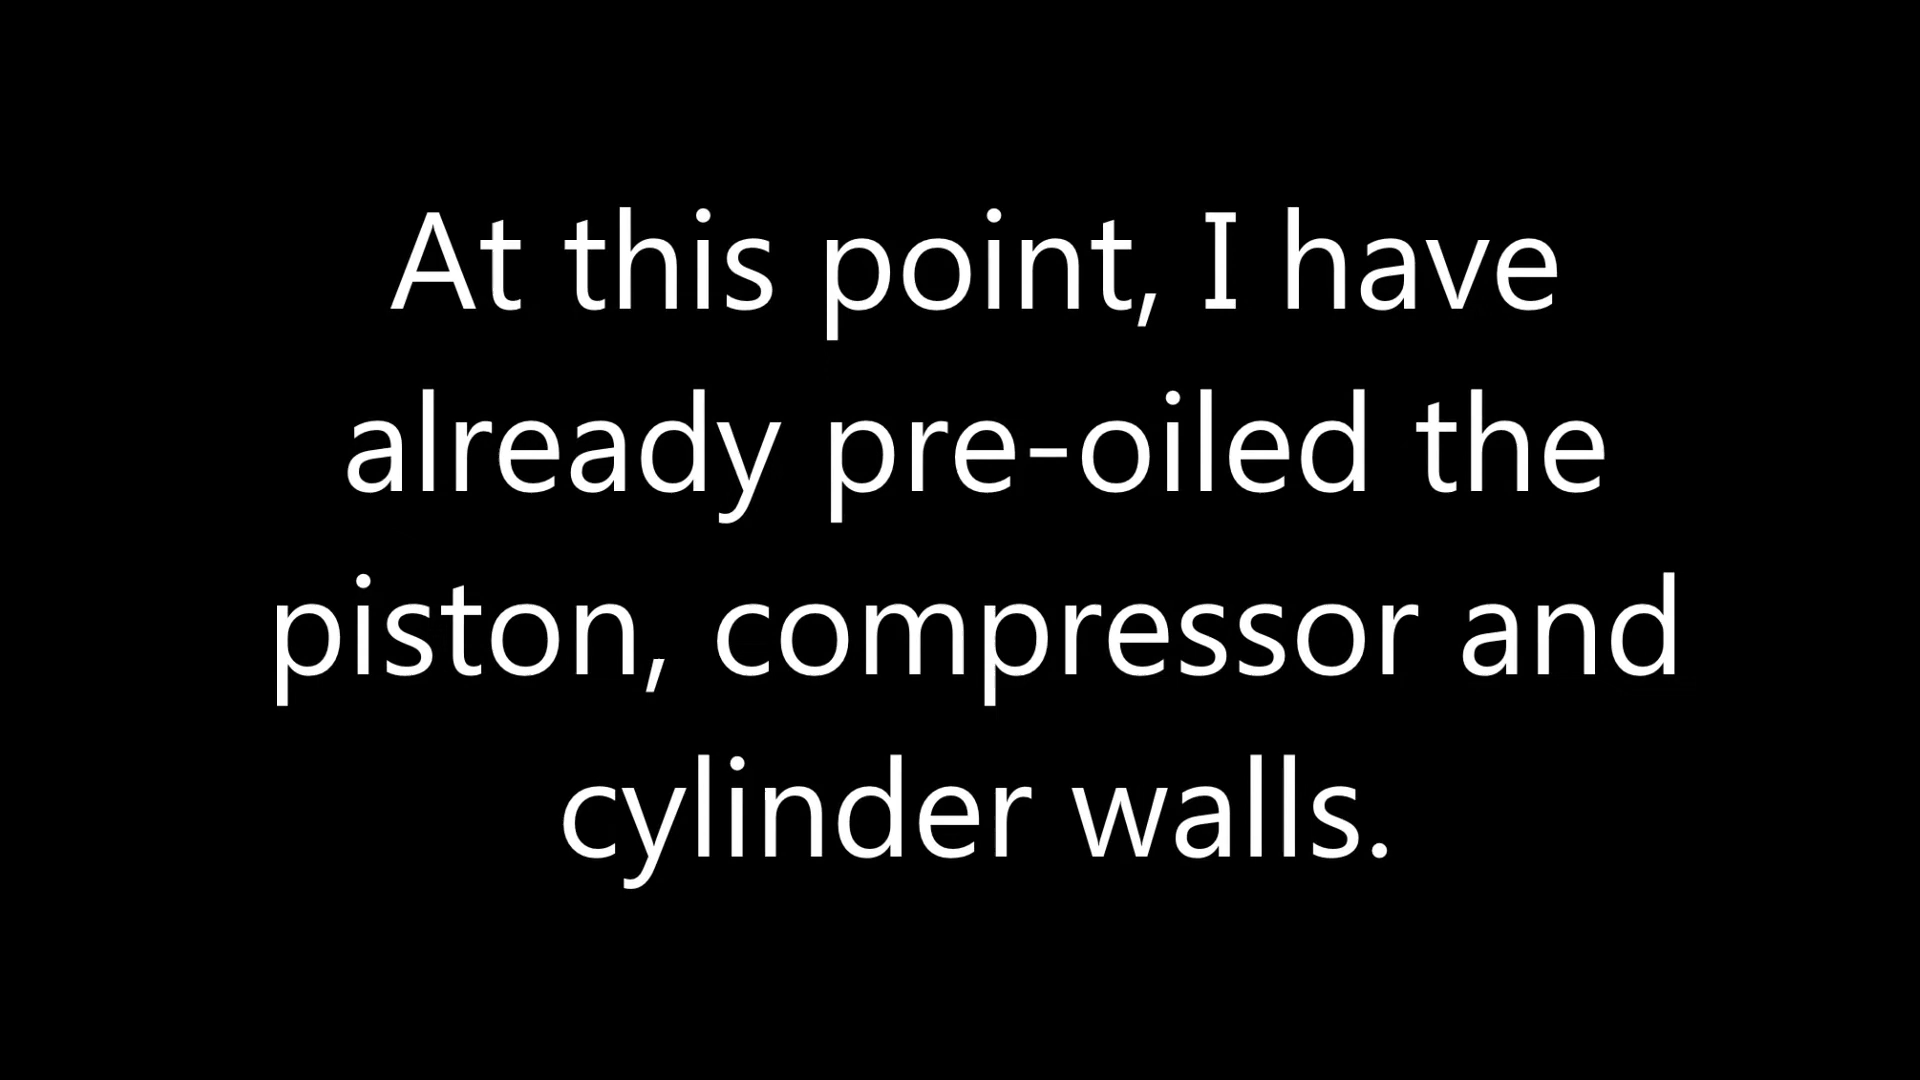 At this point, I have
already pre-oiled the
piston, compressor and
cylinder walls.